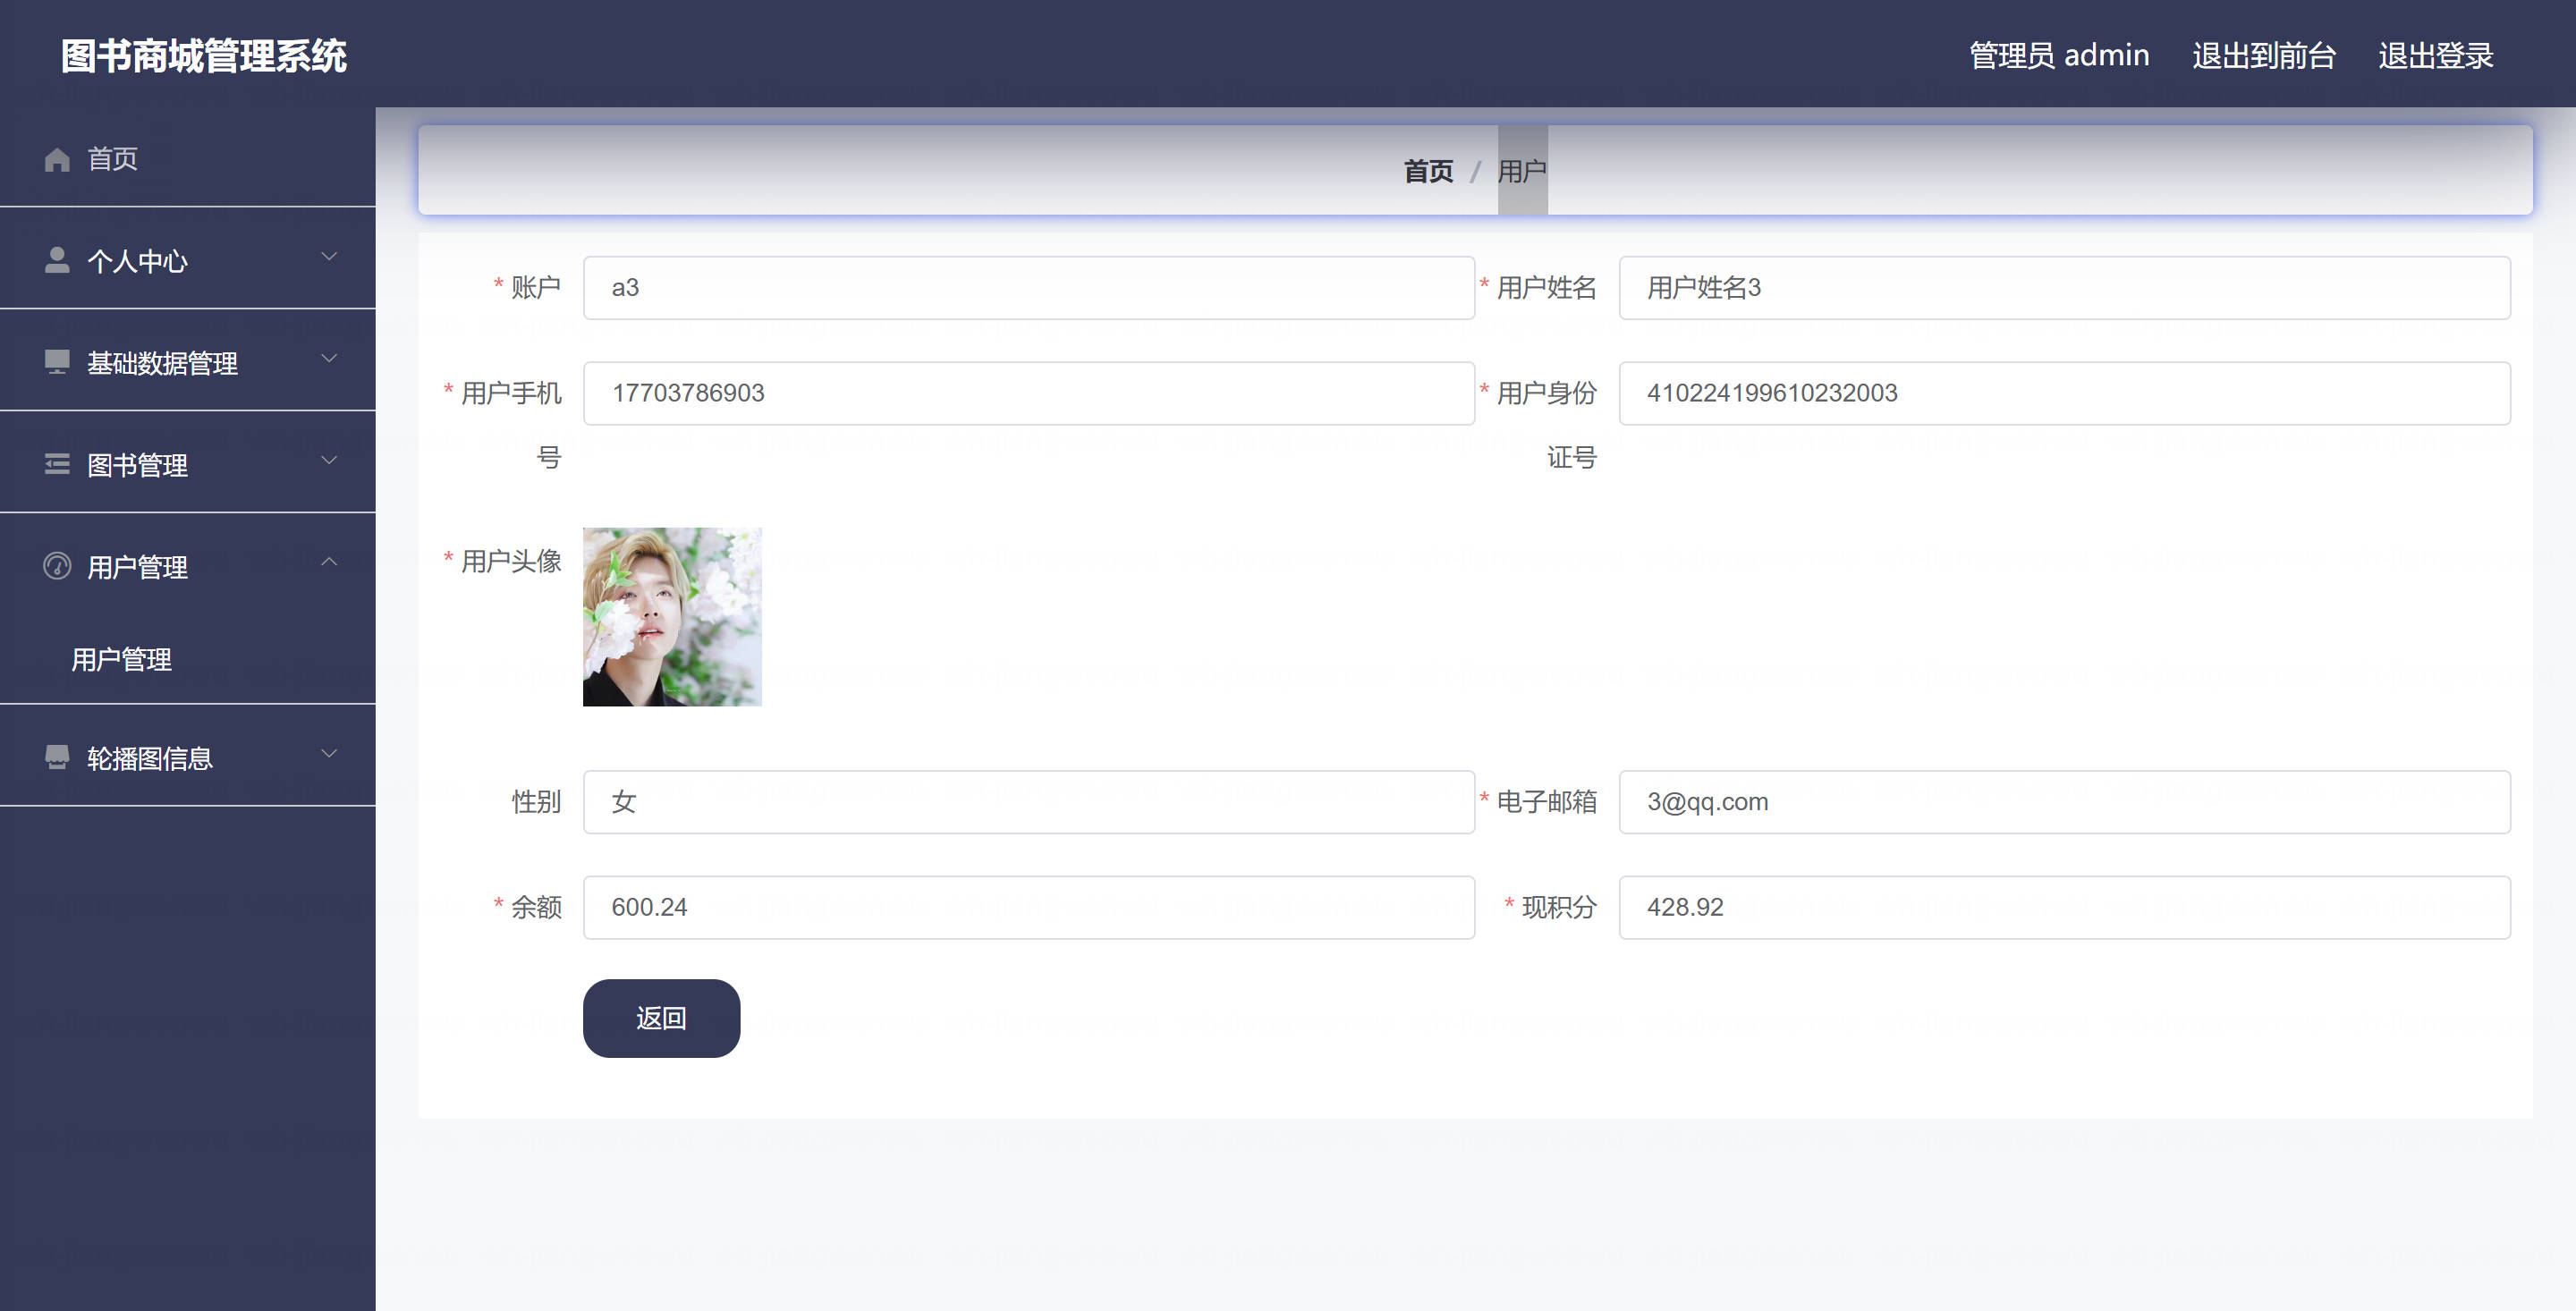 图书商城管理系统
管理员 admin 退出到前台 退出登录
首页
个人中心
基础数据管理
图书管理
用户管理
用户管理
轮播图信息
首页 / 用户
* 账户 a3
* 用户姓名 用户姓名3
* 用户手机号 17703786903
* 用户身份证号 410224199610232003
* 用户头像
性别 女
* 电子邮箱 3@qq.com
* 余额 600.24
* 现积分 428.92
返回